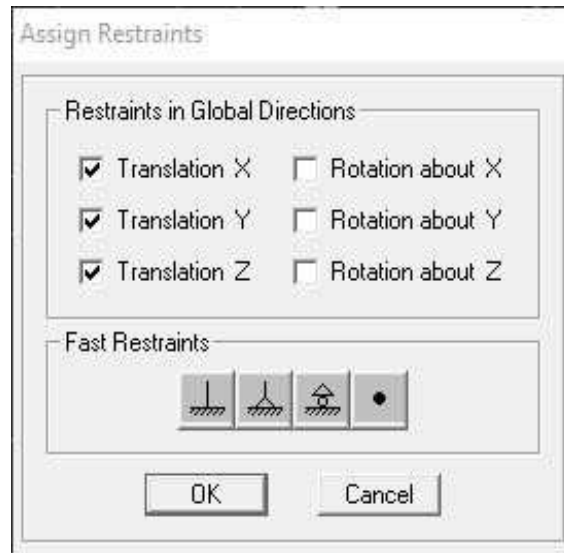 Assign Restraints
Restraints in Global Directions
Translation X Rotation about X
Translation Y Rotation about Y
Translation Z Rotation about Z
Fast Restraints
OK Cancel